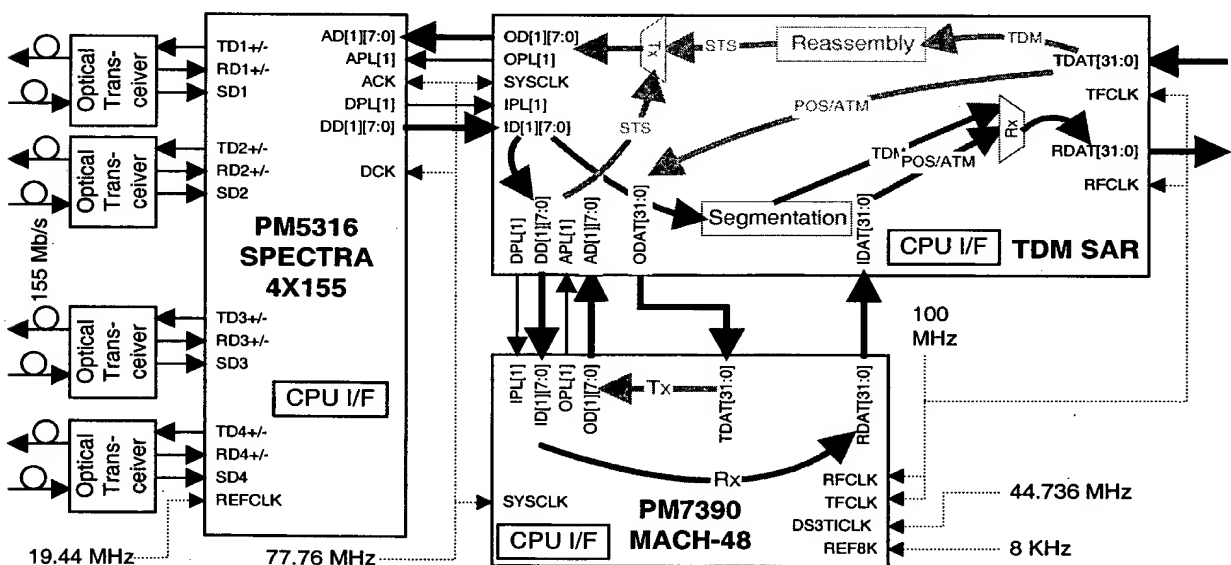 Optical
Trans-
ceiver
TD1+/-
RD1+/-
SD1
Optical
Trans-
ceiver
TD2+/-
RD2+/-
SD2
155 Mb/s
Optical
Trans-
ceiver
TD3+/-
RD3+/-
SD3
Optical
Trans-
ceiver
TD4+/-
RD4+/-
SD4
REFCLK
19.44 MHz
AD[1][7:0]
APL[1]
ACK
DPL[1]
DD[1][7:0]
DCK
PM5316
SPECTRA
4X155
CPU I/F
77.76 MHz
OD[1][7:0]
OPL[1]
SYSCLK
IPL[1]
ID[1][7:0]
Tx
STS
Reassembly
TDM
TDAT[31:0]
TFCLK
POS/ATM
STS
Rx
TDM
POS/ATM
RDAT[31:0]
RFCLK
Segmentation
DPL[1]
DD[1][7:0]
APL[1]
AD[1][7:0]
ODAT[31:0]
IDAT[31:0]
CPU I/F
TDM SAR
100
MHz
IPL[1]
ID[1][7:0]
OPL[1]
OD[1][7:0]
Tx
TDAT[31:0]
RDAT[31:0]
Rx
SYSCLK
RFCLK
TFCLK
DS3TICLK
REF8K
PM7390
MACH-48
CPU I/F
44.736 MHz
8 KHz